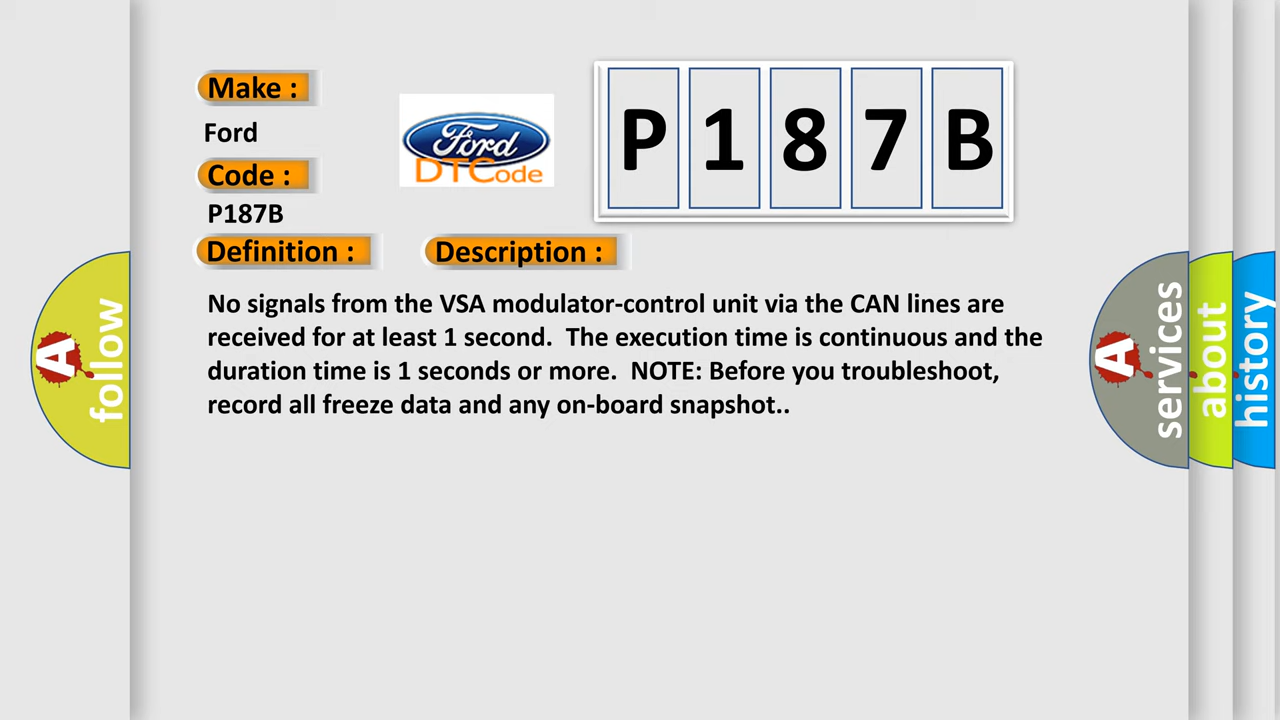 Make :
Ford
Code :
P187B
Ford
DTCode
P187B
Definition :
Description :
No signals from the VSA modulator-control unit via the CAN lines are
received for at least 1 second  The execution time is continuous and the
duration time is 1 seconds or more  NOTE: Before you troubleshoot,
record all freeze data and any on-board snapshot..
A
follow
A
services
about
history